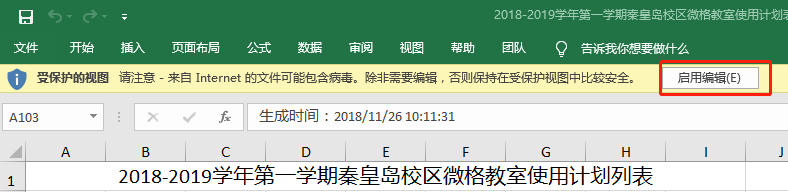 2018-2019学年第一学期秦皇岛校区微格教室使用计划表
文件 开始 插入 页面布局 公式 数据 审阅 视图 帮助 团队 告诉我你想要做什么
受保护的视图 请注意 - 来自 Internet 的文件可能包含病毒。除非需要编辑，否则保持在受保护视图中比较安全。 启用编辑(E)
A103 fx 生成时间：2018/11/26 10:11:31
A B C D E F G H I J
1 2018-2019学年第一学期秦皇岛校区微格教室使用计划列表